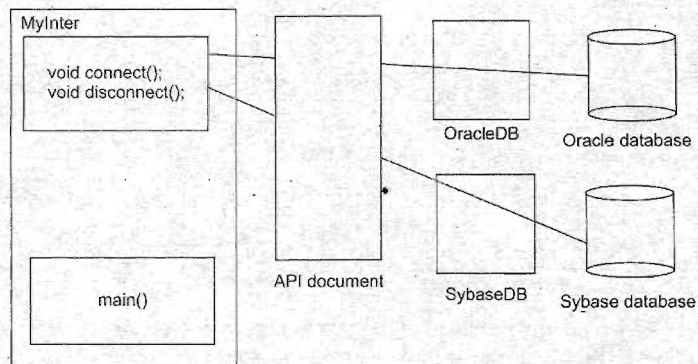 MyInter
void connect();
void disconnect();
main()
API document
OracleDB
Oracle database
SybaseDB
Sybase database